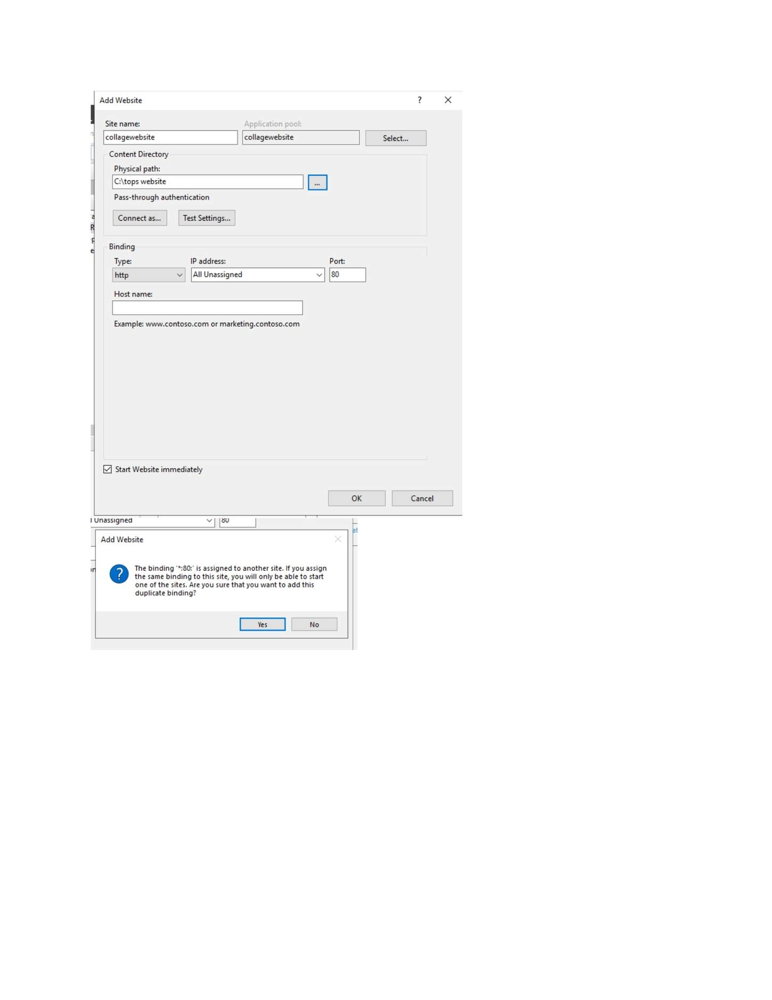 Add Website
?
Site name:
Application pool:
collagewebsite
collagewebsite
Select...
Content Directory
Physical path:
C:\tops website
...
Pass-through authentication
Connect as...
Test Settings...
Binding
Type:
IP address:
Port:
http
All Unassigned
80
Host name:
Example: www.contoso.com or marketing.contoso.com
Start Website immediately
OK
Cancel
Unassigned
80
Add Website
The binding '*:80:' is assigned to another site. If you assign
the same binding to this site, you will only be able to start
one of the sites. Are you sure that you want to add this
duplicate binding?
Yes
No